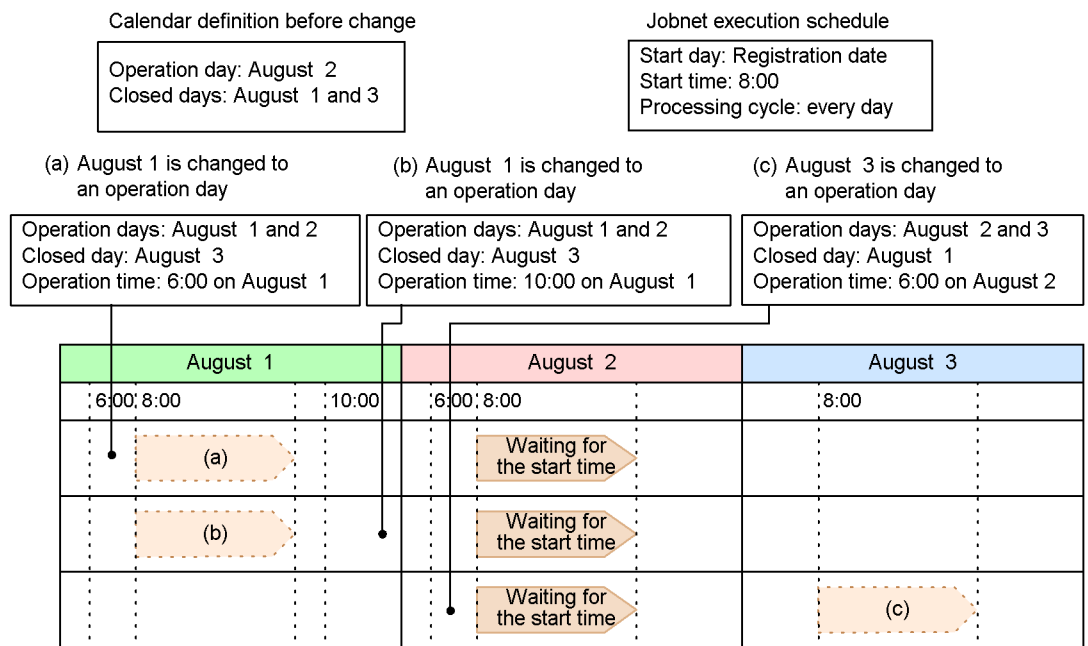 Calendar definition before change
Operation day: August 2
Closed days: August 1 and 3
Jobnet execution schedule
Start day: Registration date
Start time: 8:00
Processing cycle: every day
(a) August 1 is changed to
an operation day
Operation days: August 1 and 2
Closed day: August 3
Operation time: 6:00 on August 1
(b) August 1 is changed to
an operation day
Operation days: August 1 and 2
Closed day: August 3
Operation time: 10:00 on August 1
(c) August 3 is changed to
an operation day
Operation days: August 2 and 3
Closed day: August 1
Operation time: 6:00 on August 2
August 1 August 2 August 3
6:00 8:00 10:00 6:00 8:00 8:00
(a)
Waiting for
the start time
(b)
Waiting for
the start time
Waiting for
the start time
(c)